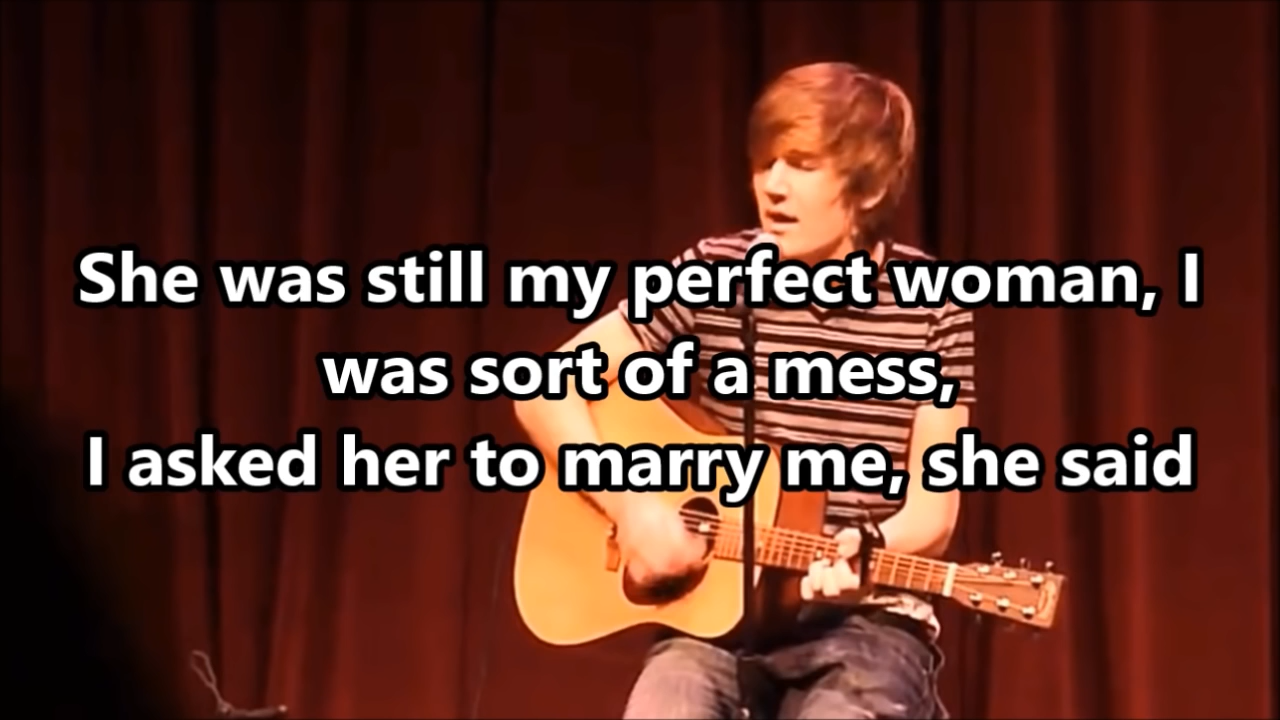 She was still my perfect woman, I
was sort of a mess,
I asked her to marry me, she said